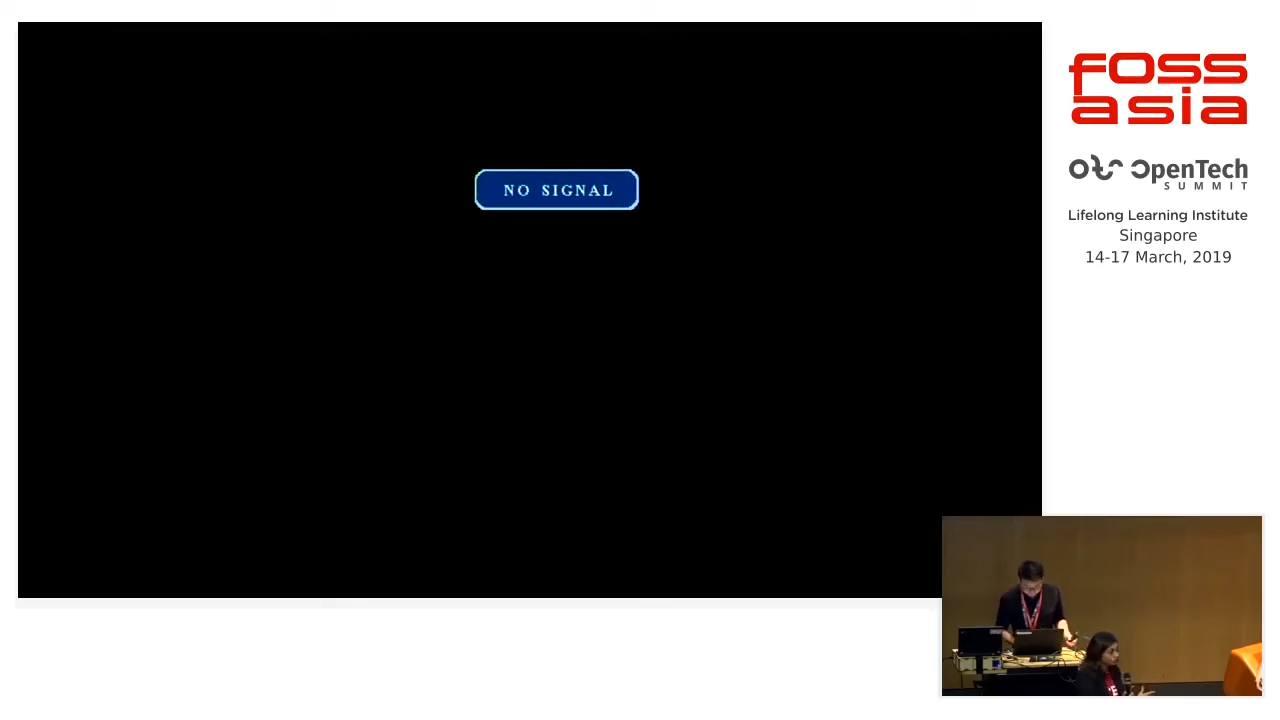 NO SIGNAL
foss
asia
OpenTech
SUMMIT
Lifelong Learning Institute
Singapore
14-17 March, 2019